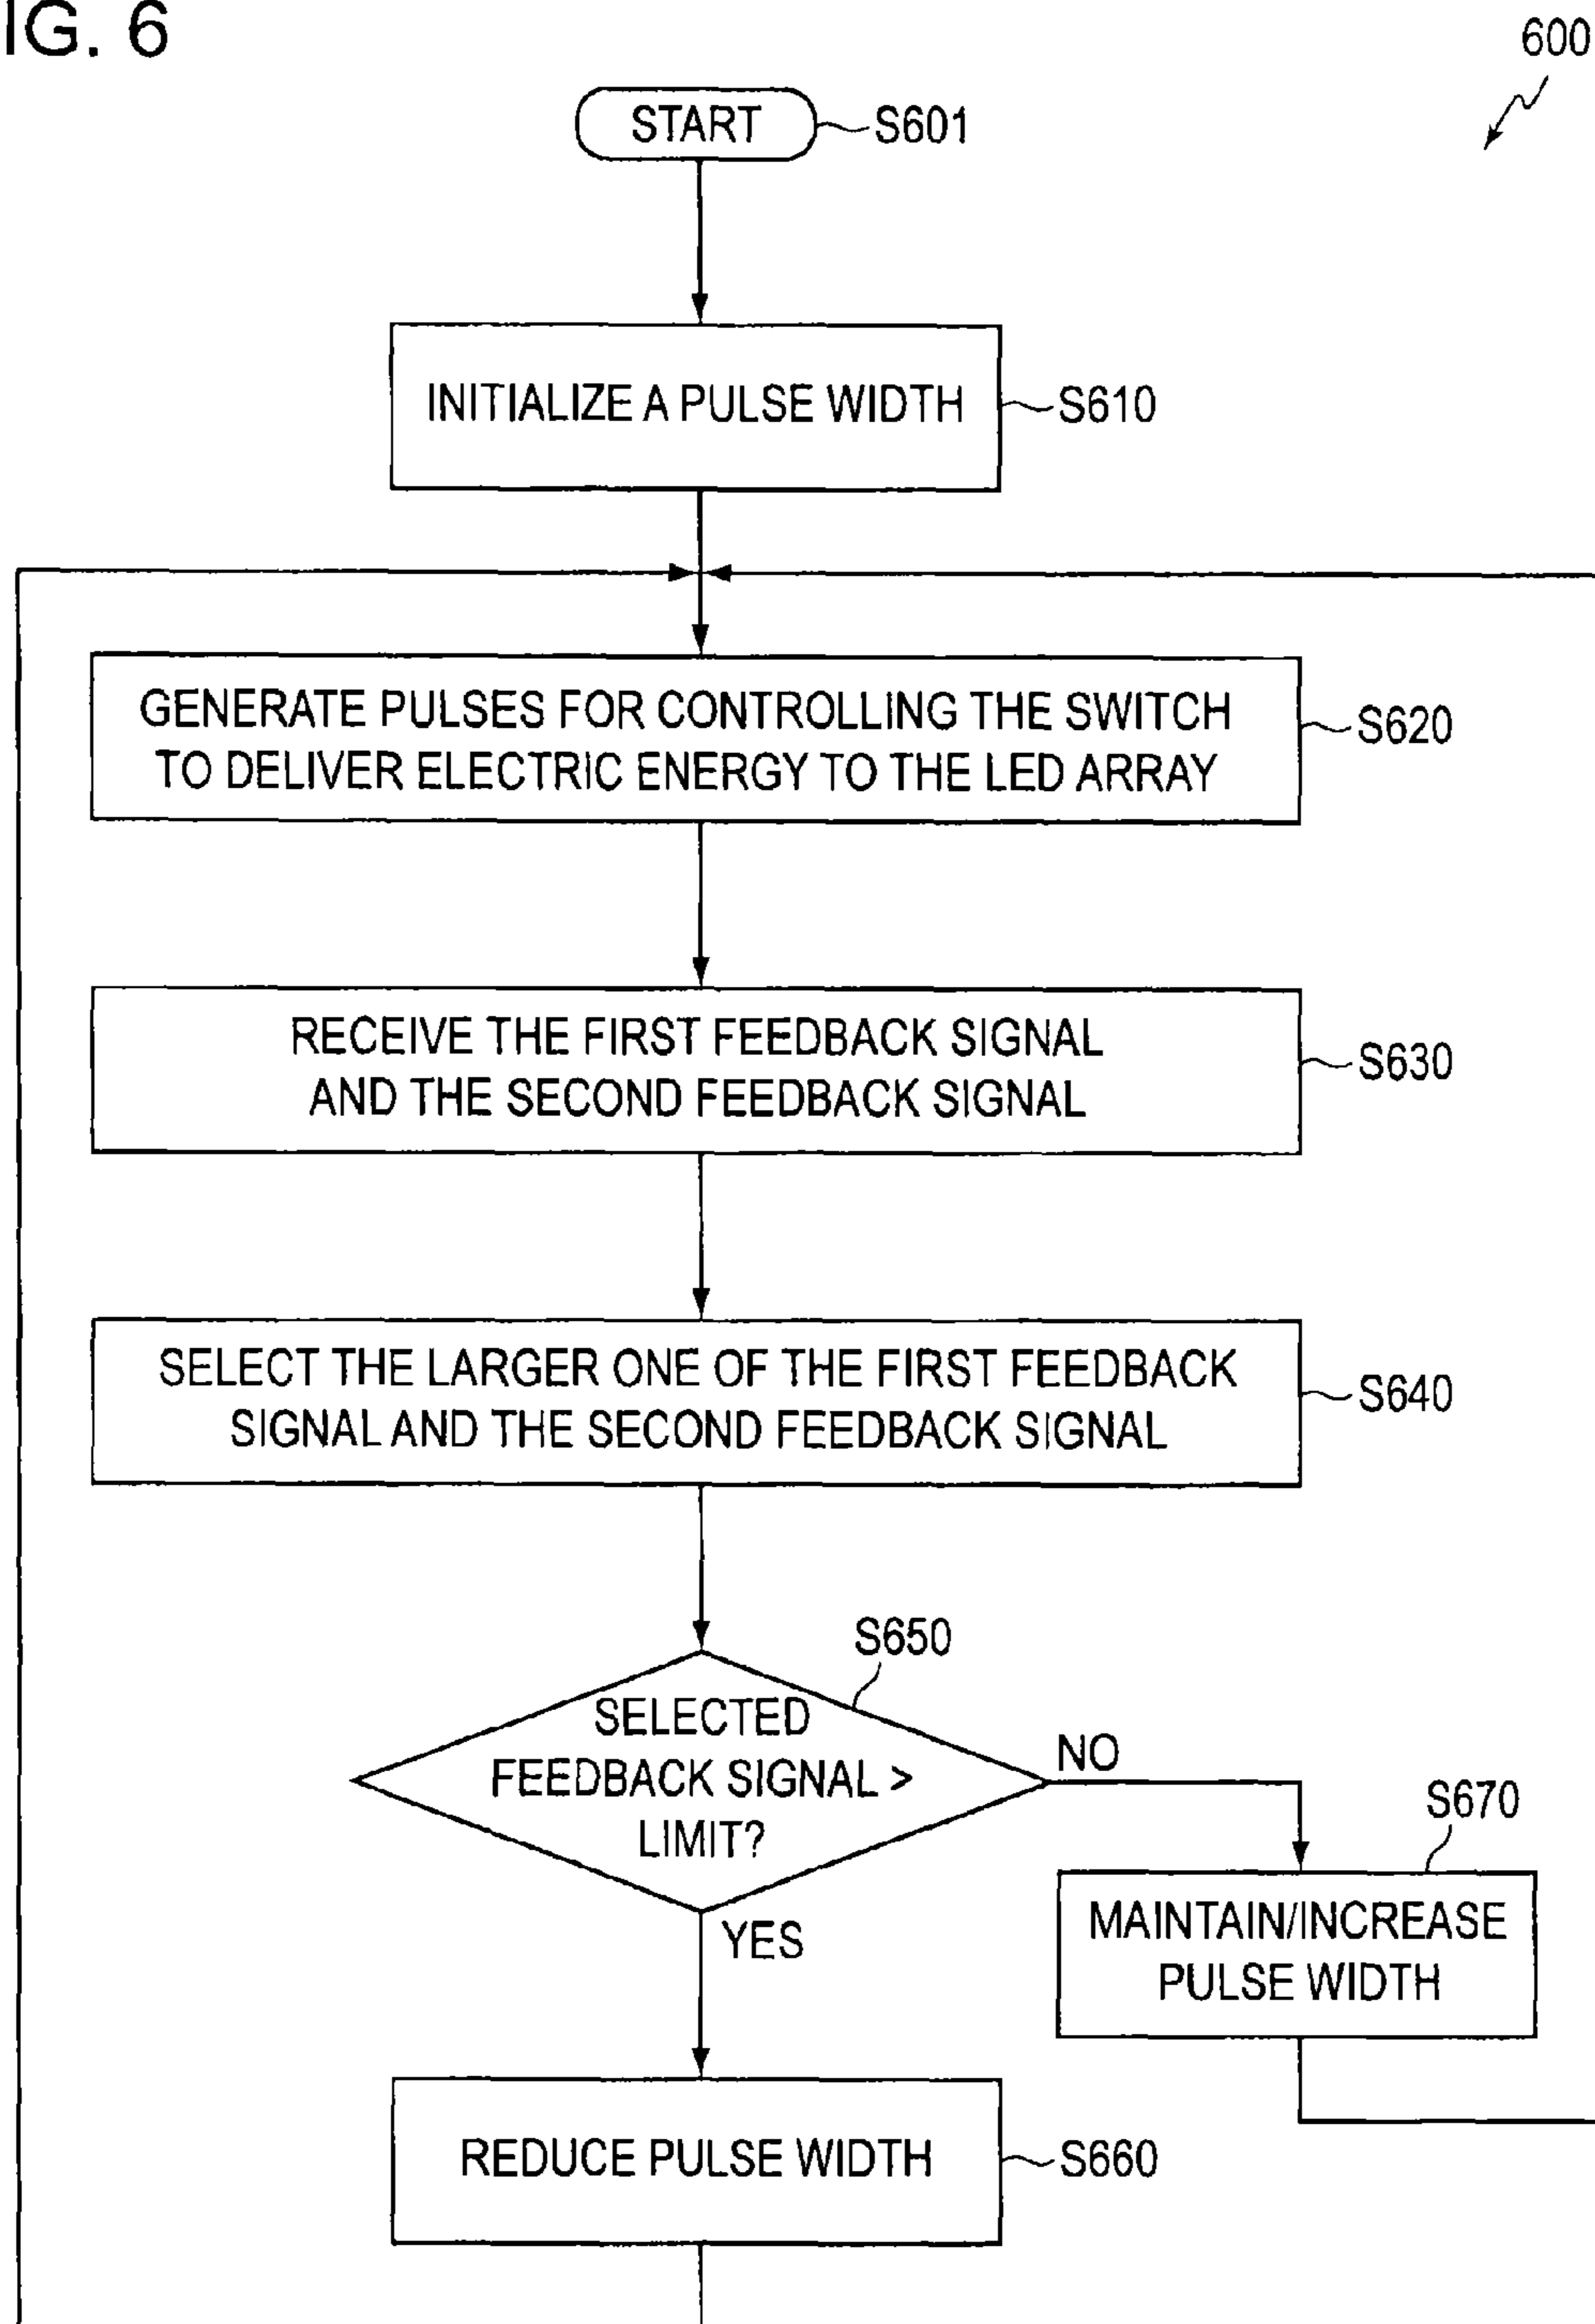 IG. 6
600
START
S601
INITIALIZE A PULSE WIDTH
S610
GENERATE PULSES FOR CONTROLLING THE SWITCH
TO DELIVER ELECTRIC ENERGY TO THE LED ARRAY
S620
RECEIVE THE FIRST FEEDBACK SIGNAL
AND THE SECOND FEEDBACK SIGNAL
S630
SELECT THE LARGER ONE OF THE FIRST FEEDBACK
SIGNAL AND THE SECOND FEEDBACK SIGNAL
S640
S650
SELECTED
FEEDBACK SIGNAL >
LIMIT?
NO
S670
MAINTAIN/INCREASE
PULSE WIDTH
YES
REDUCE PULSE WIDTH
S660